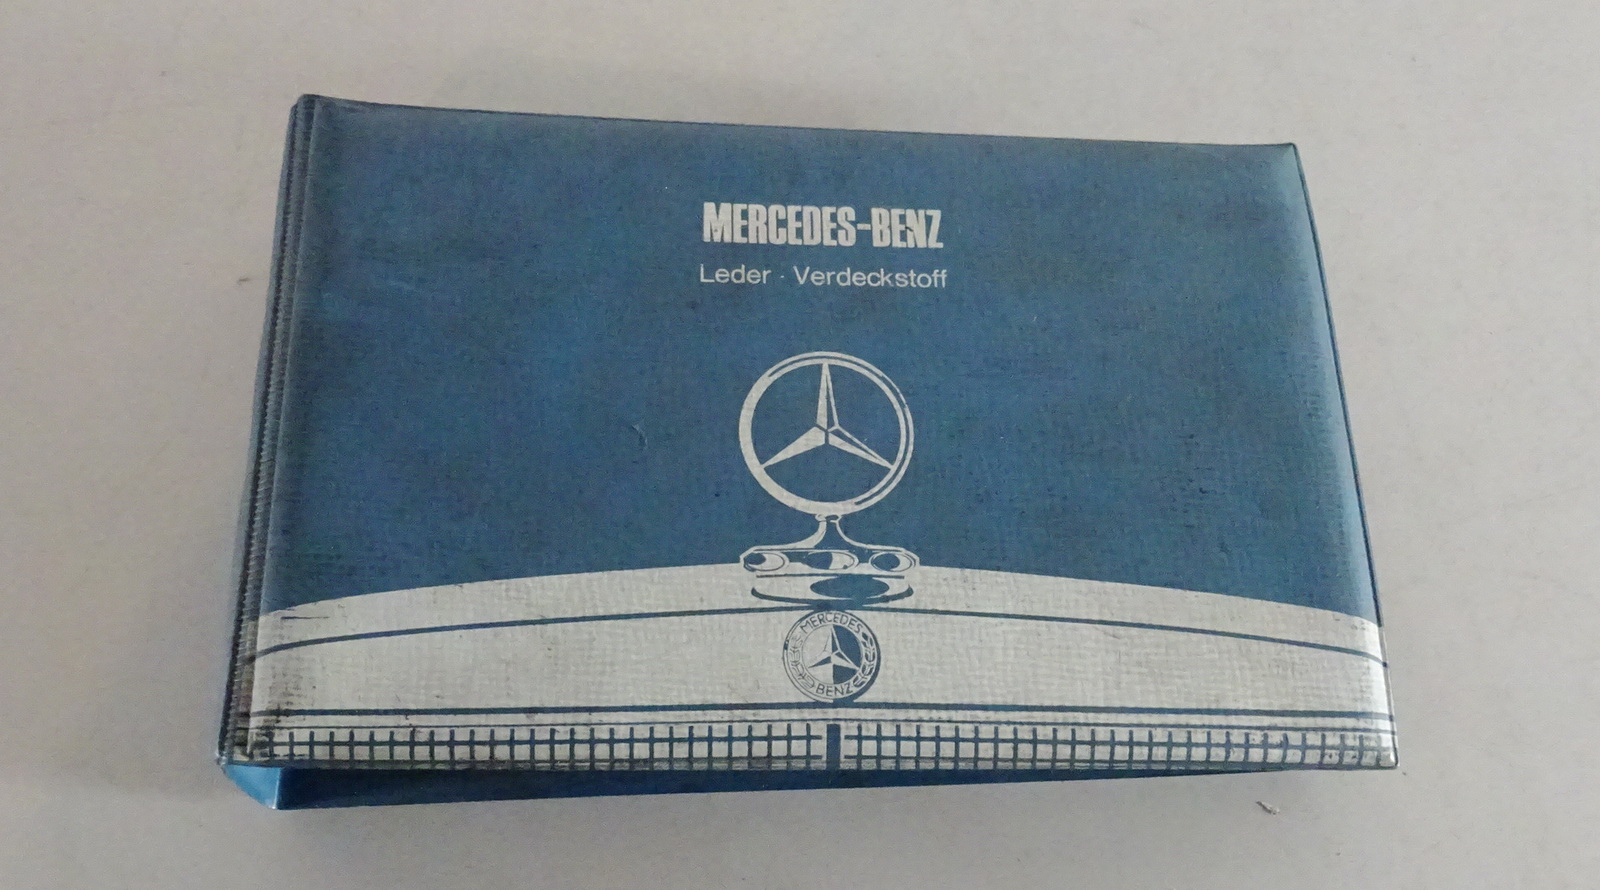 MERCEDES-BENZ
Leder · Verdeckstoff
MERCEDES
BENZ